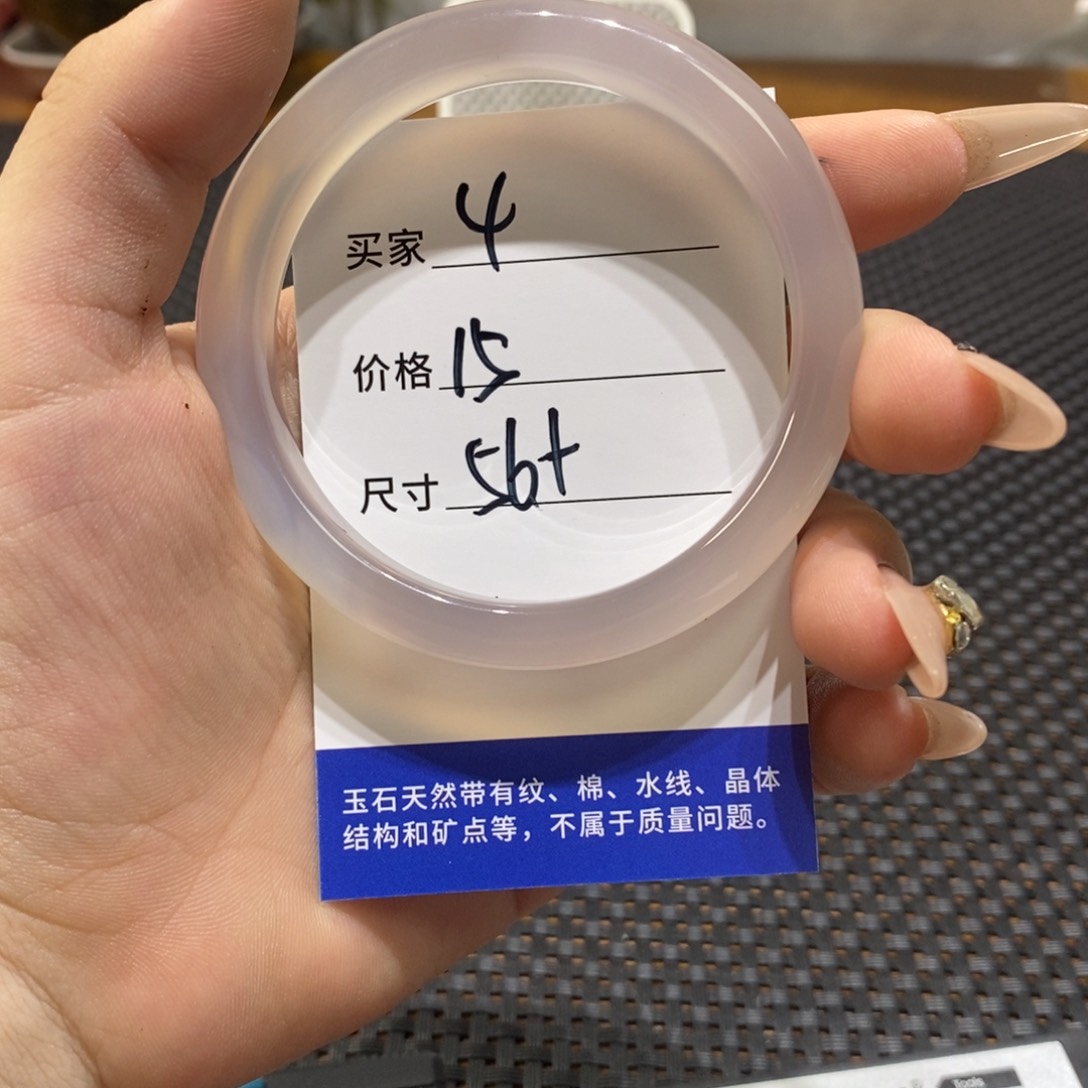 买家 4
价格 15
尺寸 56+
玉石天然带有纹、棉、水线、晶体
结构和矿点等，不属于质量问题。